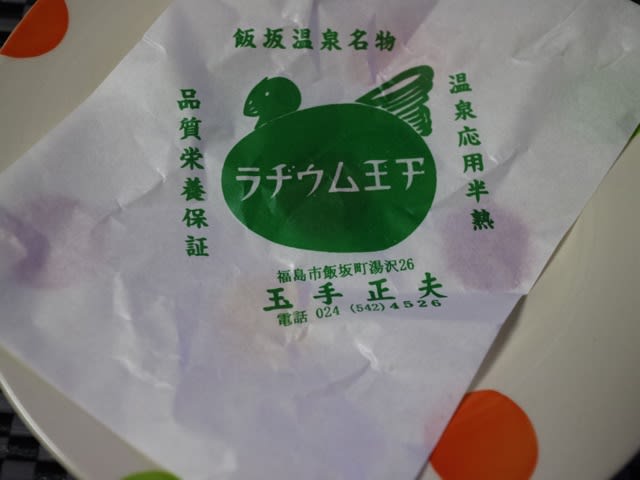 飯坂温泉名物
品質栄養保証
温泉応用半熟
ラヂウム玉子
福島市飯坂町湯沢26
玉手正夫
電話 024 (542) 4526